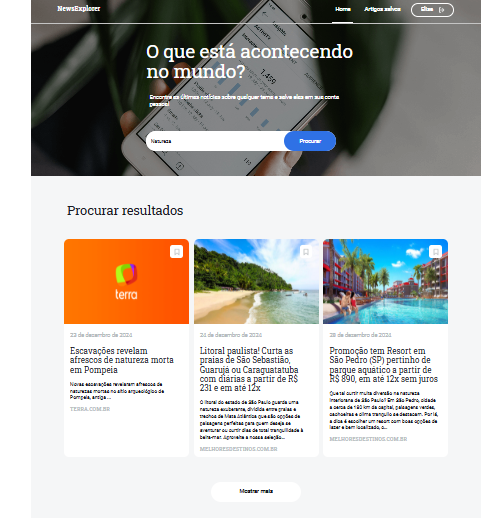 NewsExplorer
Home
Artigos salvos
Elise
O que está acontecendo
no mundo?
Encontre as últimas notícias sobre qualquer tema e salve elas em sua conta
pessoal
Natureza
Procurar
Procurar resultados
terra
23 de dezembro de 2024
Escavações revelam
afrescos de natureza morta
em Pompeia
Novas escavações revelaram afrescos de
naturezas mortas no sítio arqueológico de
Pompeia, antiga ...
TERRA.COM.BR
24 de dezembro de 2024
Litoral paulista! Curta as
praias de São Sebastião,
Guarujá ou Caraguatatuba
com diárias a partir de R$
231 e em até 12x
O litoral do estado de São Paulo guarda uma
natureza exuberante, dividida entre praias e
trechos de Mata Atlântica que são opções de
paisagens perfeitas para quem deseja se
aventurar ou curtir dias de total tranquilidade à
beira-mar. Aproveite a nossa seleção...
MELHORESDESTINOS.COM.BR
28 de dezembro de 2024
Promoção tem Resort em
São Pedro (SP) pertinho de
parque aquático a partir de
R$ 890, em até 12x sem juros
Que tal curtir muita diversão na natureza
interiorana de São Paulo? Em São Pedro, cidade
a cerca de 190 km da capital, paisagens verdes,
cachoeiras e clima tranquilo se destacam. Por lá,
a dica é escolher um resort com boas opções de
lazer e bem localizado, o...
MELHORESDESTINOS.COM.BR
Mostrar mais